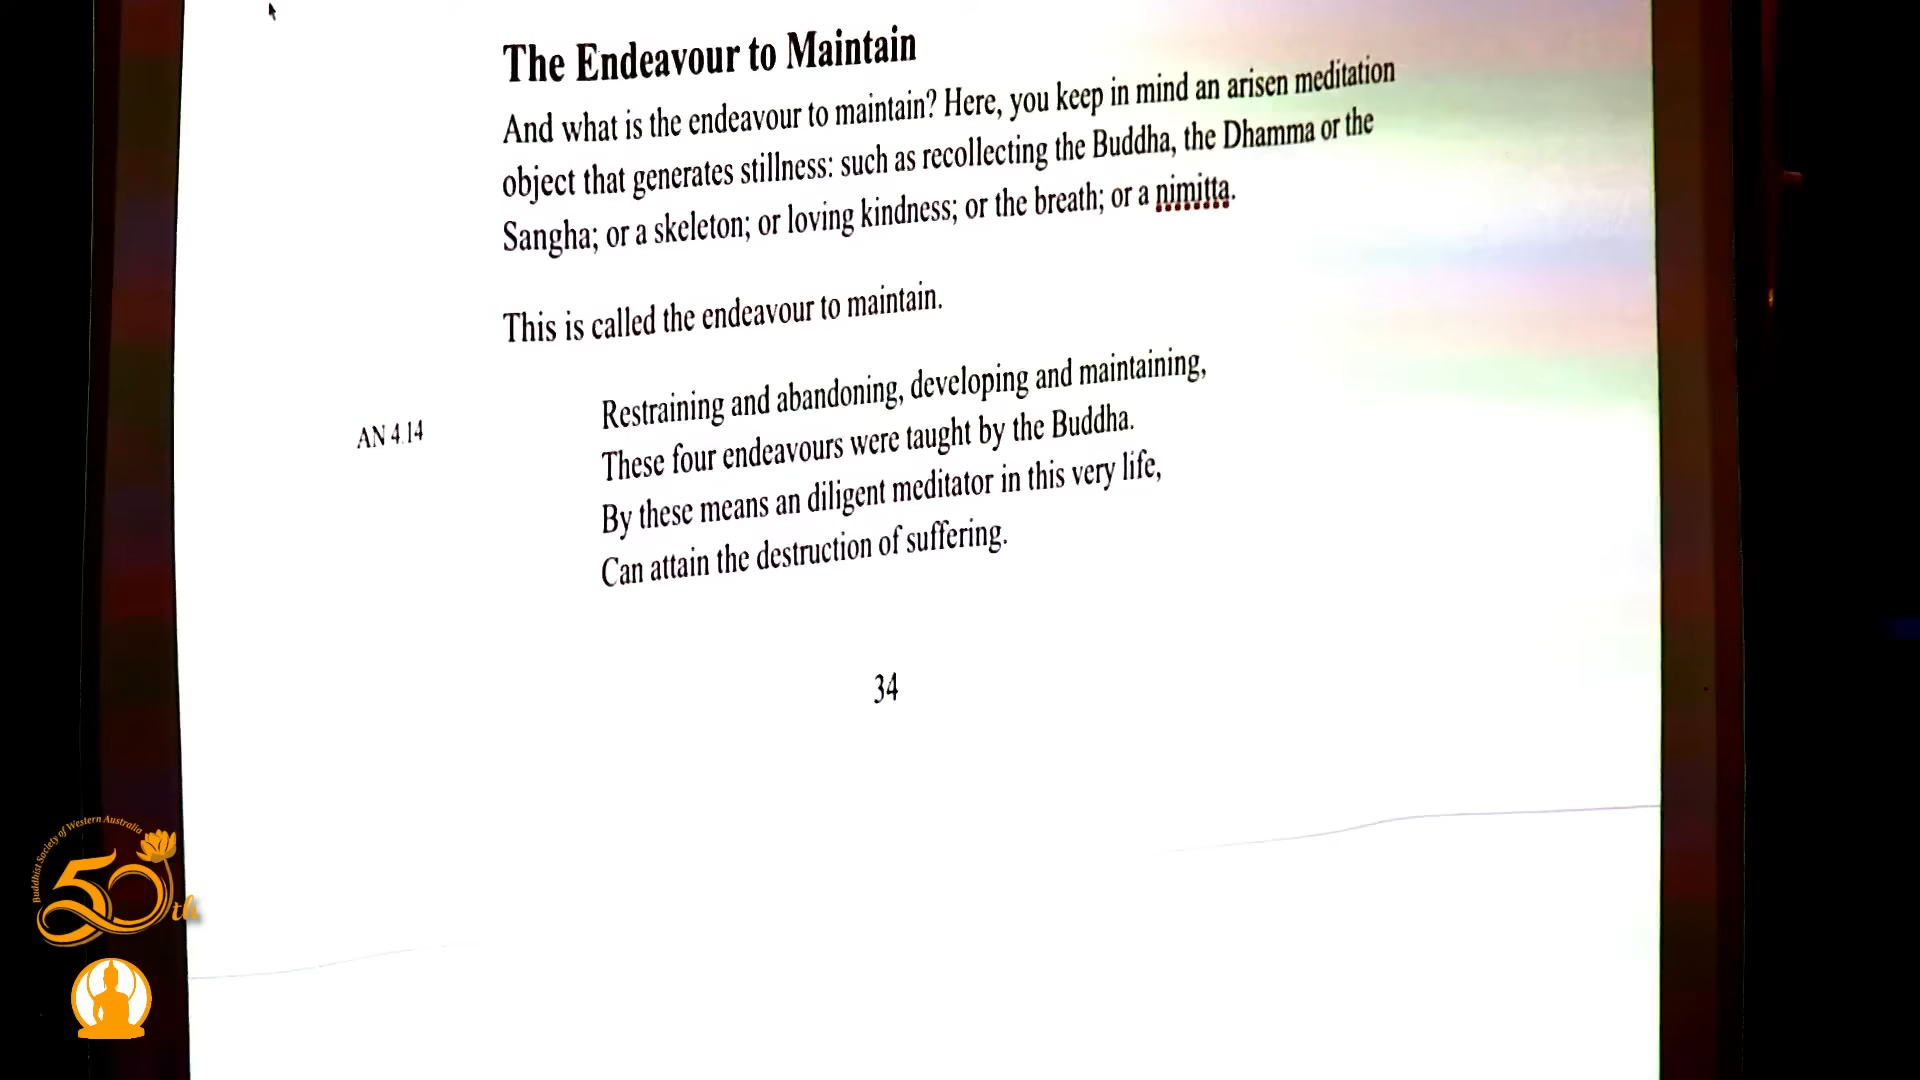 The Endeavour to Maintain
And what is the endeavour to maintain? Here, you keep in mind an arisen meditation
object that generates stillness: such as recollecting the Buddha, the Dhamma or the
Sangha; or a skeleton; or loving kindness; or the breath; or a nimitta.
This is called the endeavour to maintain.
AN 4.14
Restraining and abandoning, developing and maintaining,
These four endeavours were taught by the Buddha.
By these means an diligent meditator in this very life,
Can attain the destruction of suffering.
34
Buddhist Society of Western Australia
50th